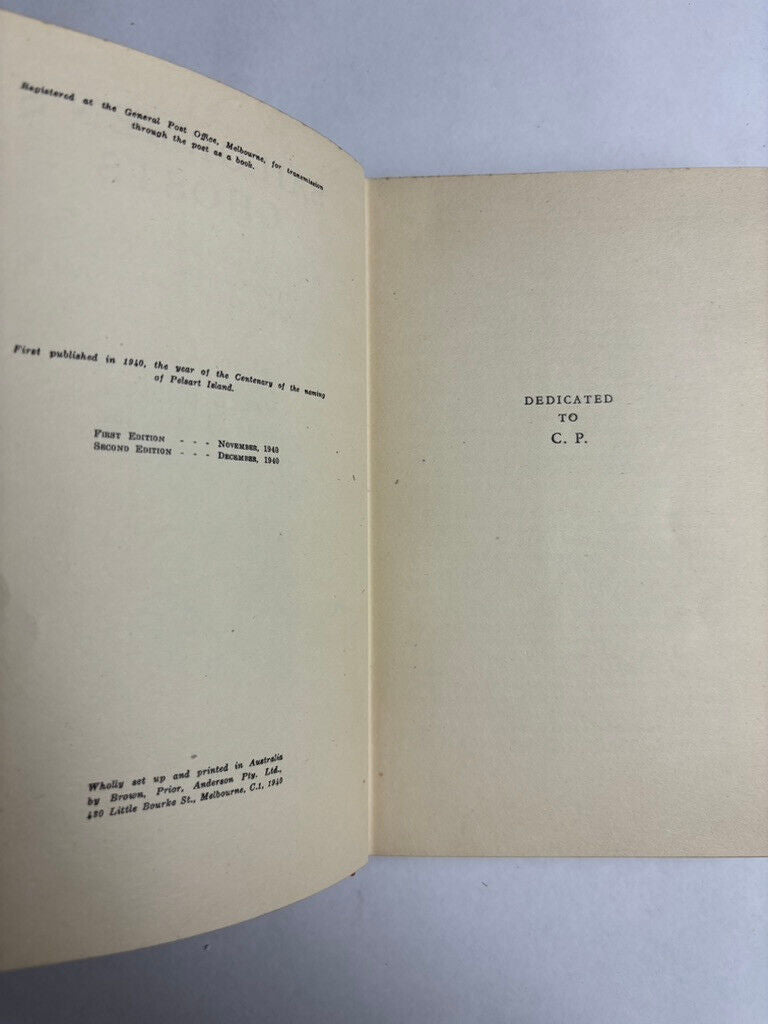 Registered at the General Post Office, Melbourne, for transmission
through the post as a book.
First published in 1940, the year of the Centenary of the naming
of Pelsart Island.
FIRST EDITION - - - NOVEMBER, 1940
SECOND EDITION - - - DECEMBER, 1940
Wholly set up and printed in Australia
by Brown, Prior, Anderson Pty. Ltd.,
430 Little Bourke St., Melbourne, C.1, 1940
DEDICATED
TO
C. P.